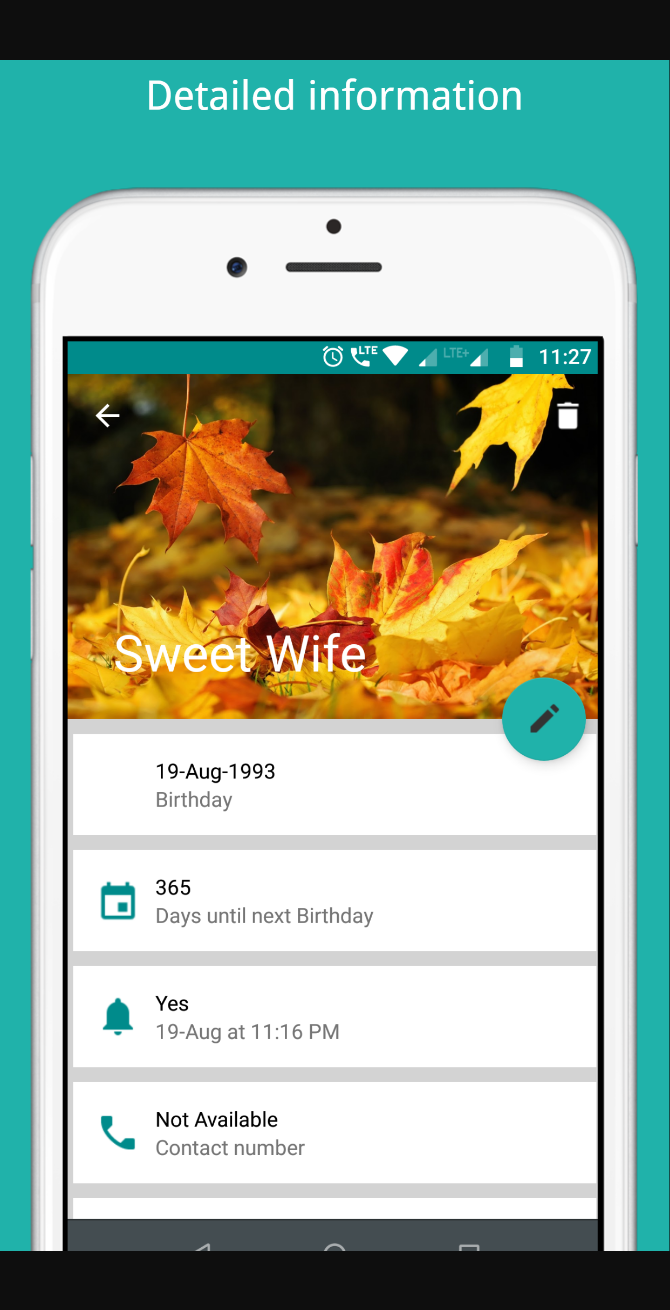 Detailed information
LTE LTE+ 11:27
Sweet Wife
19-Aug-1993
Birthday
365
Days until next Birthday
Yes
19-Aug at 11:16 PM
Not Available
Contact number